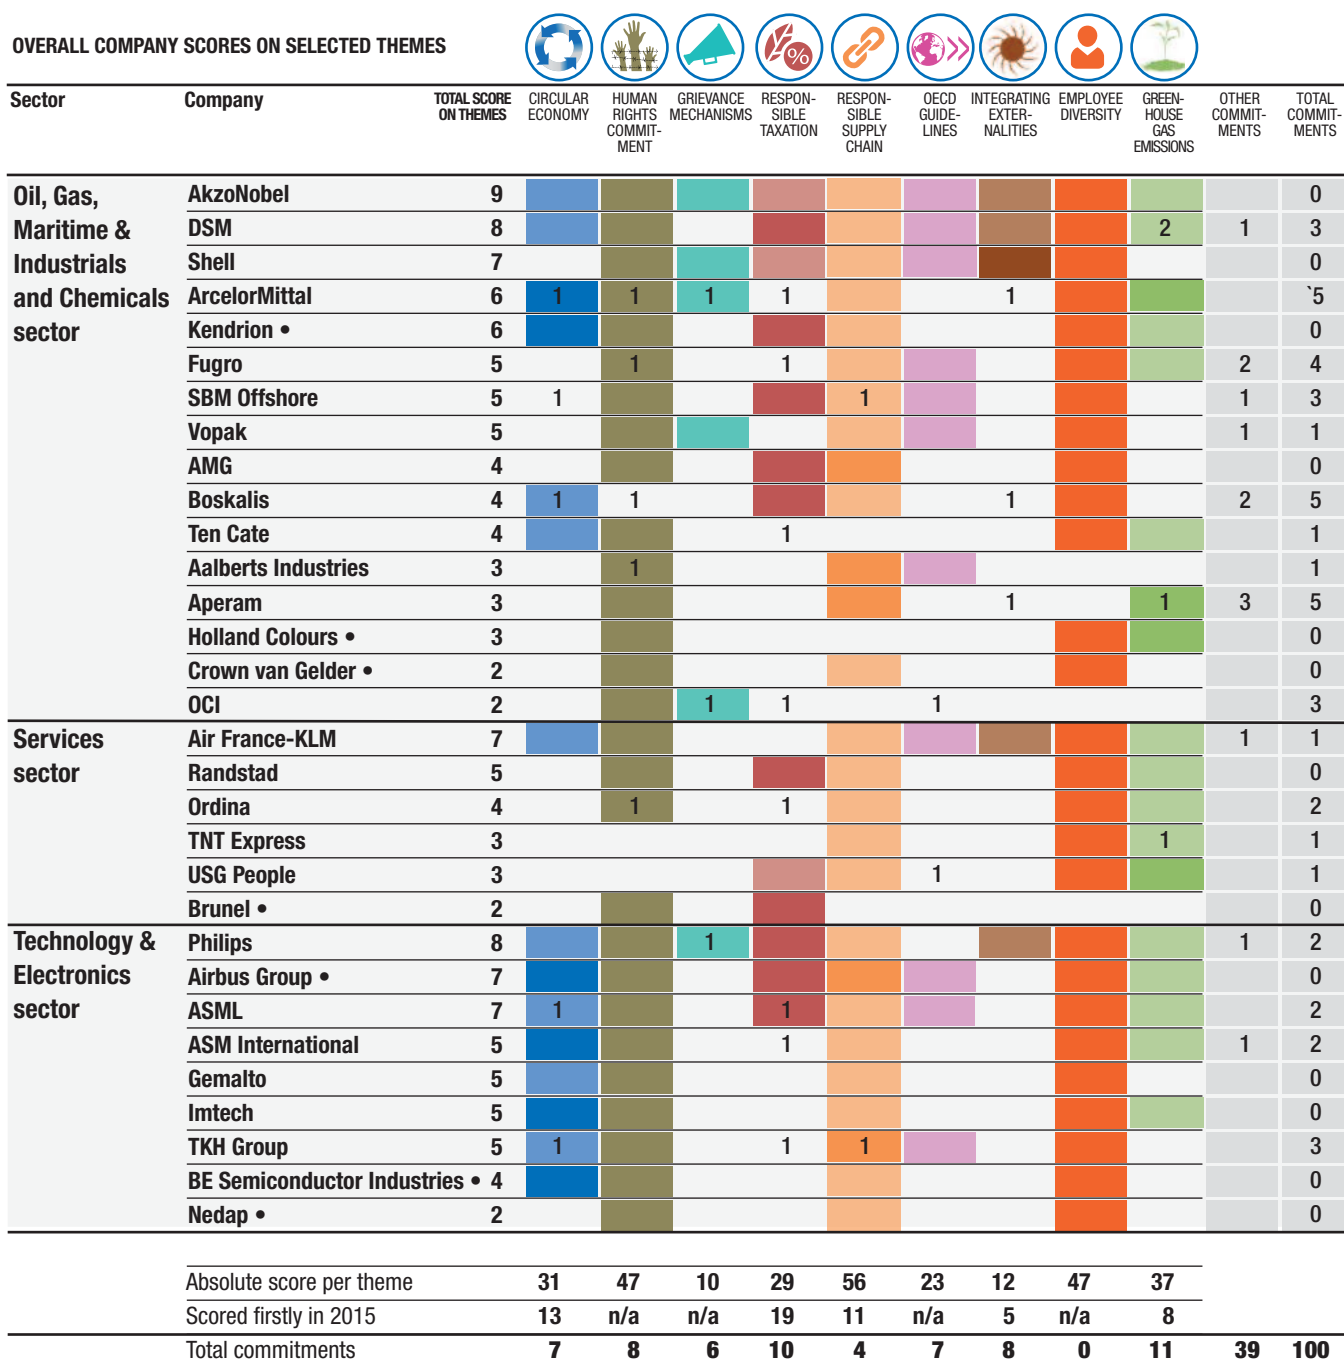 OVERALL COMPANY SCORES ON SELECTED THEMES
%
Sector Company TOTAL SCORE ON THEMES CIRCULAR ECONOMY HUMAN RIGHTS COMMIT-MENT GRIEVANCE MECHANISMS RESPON-SIBLE TAXATION RESPON-SIBLE SUPPLY CHAIN OECD GUIDE-LINES INTEGRATING EXTER-NALITIES EMPLOYEE DIVERSITY GREEN-HOUSE GAS EMISSIONS OTHER COMMIT-MENTS TOTAL COMMIT-MENTS
Oil, Gas, AkzoNobel 9 0
Maritime & DSM 8 2 1 3
Industrials Shell 7 0
and Chemicals ArcelorMittal 6 1 1 1 1 1 `5
sector Kendrion • 6 0
Fugro 5 1 1 2 4
SBM Offshore 5 1 1 1 3
Vopak 5 1 1
AMG 4 0
Boskalis 4 1 1 1 2 5
Ten Cate 4 1 1
Aalberts Industries 3 1 1
Aperam 3 1 1 3 5
Holland Colours • 3 0
Crown van Gelder • 2 0
OCI 2 1 1 1 3
Services Air France-KLM 7 1 1
sector Randstad 5 0
Ordina 4 1 1 2
TNT Express 3 1 1
USG People 3 1 1
Brunel • 2 0
Technology & Philips 8 1 1 2
Electronics Airbus Group • 7 0
sector ASML 7 1 1 2
ASM International 5 1 1 2
Gemalto 5 0
Imtech 5 0
TKH Group 5 1 1 1 3
BE Semiconductor Industries • 4 0
Nedap • 2 0
Absolute score per theme 31 47 10 29 56 23 12 47 37
Scored firstly in 2015 13 n/a n/a 19 11 n/a 5 n/a 8
Total commitments 7 8 6 10 4 7 8 0 11 39 100